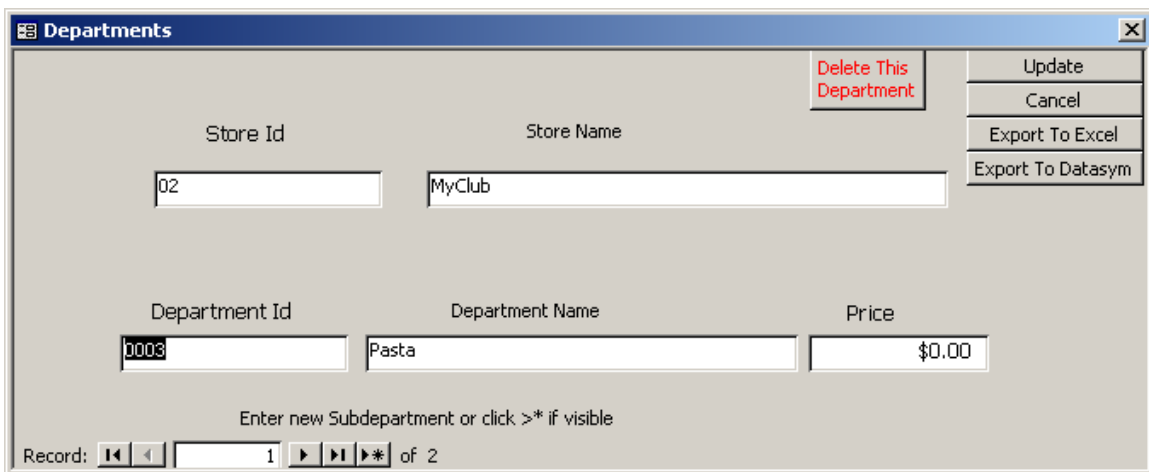 Departments
Delete This
Department
Update
Cancel
Export To Excel
Export To Datasym
Store Id
Store Name
02
MyClub
Department Id
Department Name
Price
0003
Pasta
$0.00
Enter new Subdepartment or click >* if visible
Record: 1 of 2